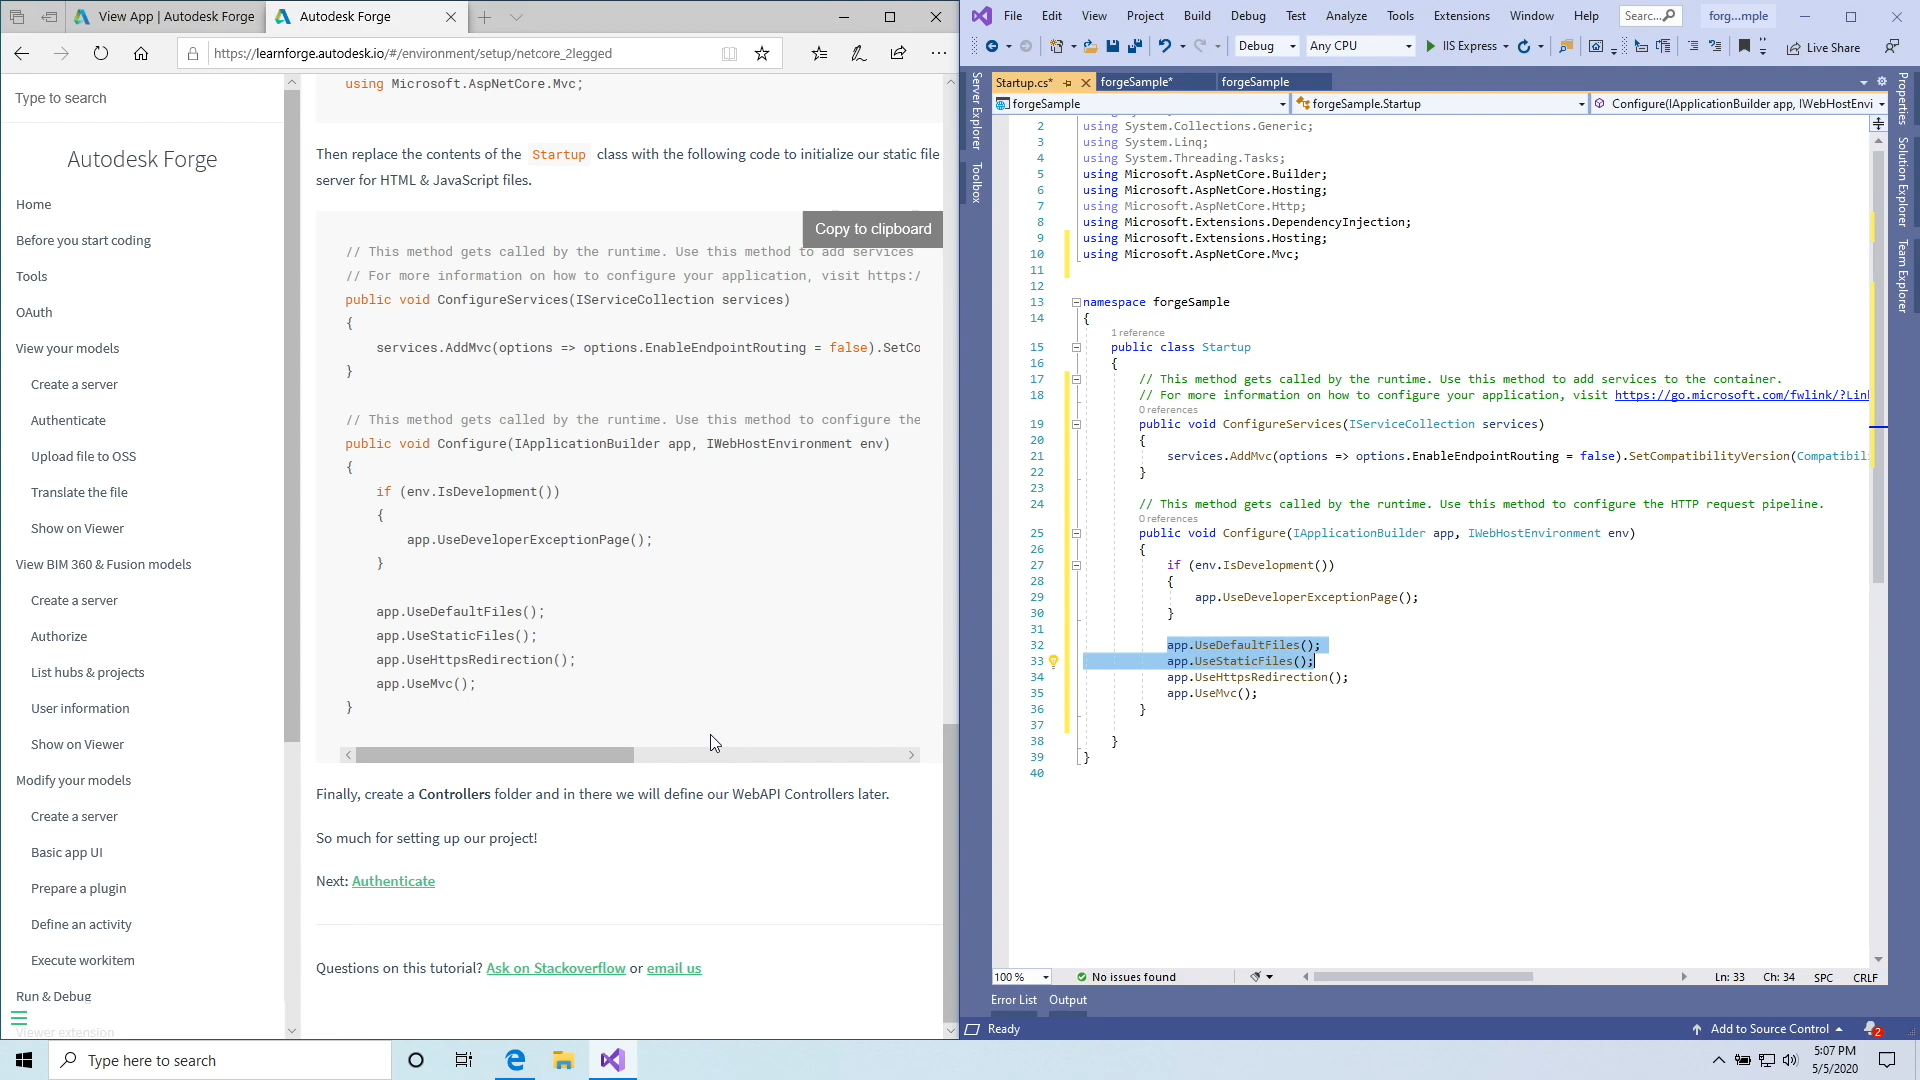 View App | Autodesk Forge
Autodesk Forge
https://learnforge.autodesk.io/#/environment/setup/netcore_2legged
Type to search
Autodesk Forge
Home
Before you start coding
Tools
OAuth
View your models
Create a server
Authenticate
Upload file to OSS
Translate the file
Show on Viewer
View BIM 360 & Fusion models
Create a server
Authorize
List hubs & projects
User information
Show on Viewer
Modify your models
Create a server
Basic app UI
Prepare a plugin
Define an activity
Execute workitem
Run & Debug
Viewer extension
using Microsoft.AspNetCore.Mvc;
Then replace the contents of the Startup class with the following code to initialize our static file
server for HTML & JavaScript files.
Copy to clipboard
// This method gets called by the runtime. Use this method to add services
// For more information on how to configure your application, visit https:/
public void ConfigureServices(IServiceCollection services)
{
services.AddMvc(options => options.EnableEndpointRouting = false).SetCo
}
// This method gets called by the runtime. Use this method to configure the
public void Configure(IApplicationBuilder app, IWebHostEnvironment env)
{
if (env.IsDevelopment())
{
app.UseDeveloperExceptionPage();
}
app.UseDefaultFiles();
app.UseStaticFiles();
app.UseHttpsRedirection();
app.UseMvc();
}
Finally, create a Controllers folder and in there we will define our WebAPI Controllers later.
So much for setting up our project!
Next: Authenticate
Questions on this tutorial? Ask on Stackoverflow or email us
File Edit View Project Build Debug Test Analyze Tools Extensions Window Help Searc... forg...mple
Debug Any CPU IIS Express Live Share
Server Explorer
Toolbox
Startup.cs* forgeSample* forgeSample
forgeSample forgeSample.Startup Configure(IApplicationBuilder app, IWebHostEnvi
2 using System.Collections.Generic;
3 using System.Linq;
4 using System.Threading.Tasks;
5 using Microsoft.AspNetCore.Builder;
6 using Microsoft.AspNetCore.Hosting;
7 using Microsoft.AspNetCore.Http;
8 using Microsoft.Extensions.DependencyInjection;
9 using Microsoft.Extensions.Hosting;
10 using Microsoft.AspNetCore.Mvc;
11
12
13 namespace forgeSample
14 {
1 reference
15 public class Startup
16 {
17 // This method gets called by the runtime. Use this method to add services to the container.
18 // For more information on how to configure your application, visit https://go.microsoft.com/fwlink/?Lin
0 references
19 public void ConfigureServices(IServiceCollection services)
20 {
21 services.AddMvc(options => options.EnableEndpointRouting = false).SetCompatibilityVersion(Compatibil
22 }
23
24 // This method gets called by the runtime. Use this method to configure the HTTP request pipeline.
0 references
25 public void Configure(IApplicationBuilder app, IWebHostEnvironment env)
26 {
27 if (env.IsDevelopment())
28 {
29 app.UseDeveloperExceptionPage();
30 }
31
32 app.UseDefaultFiles();
33 app.UseStaticFiles();
34 app.UseHttpsRedirection();
35 app.UseMvc();
36 }
37
38 }
39 }
40
Properties
Solution Explorer
Team Explorer
100 % No issues found Ln: 33 Ch: 34 SPC CRLF
Error List Output
Ready Add to Source Control 2
Type here to search
5:07 PM
5/5/2020